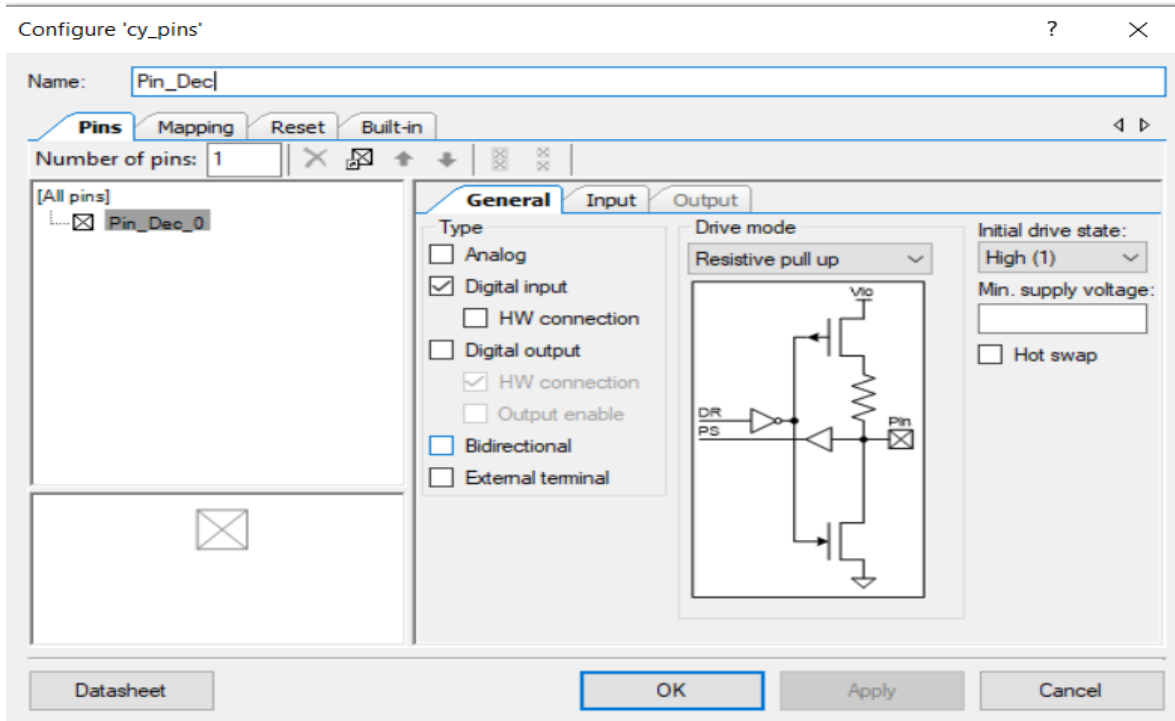 Configure 'cy_pins' ?
Name: Pin_Dec
Pins Mapping Reset Built-in
Number of pins: 1
[All pins]
Pin_Dec_0
General Input Output
Type
Analog
Digital input
HW connection
Digital output
HW connection
Output enable
Bidirectional
External terminal
Drive mode
Resistive pull up
Vio
DR
PS
Pin
Initial drive state:
High (1)
Min. supply voltage:
Hot swap
Datasheet OK Apply Cancel